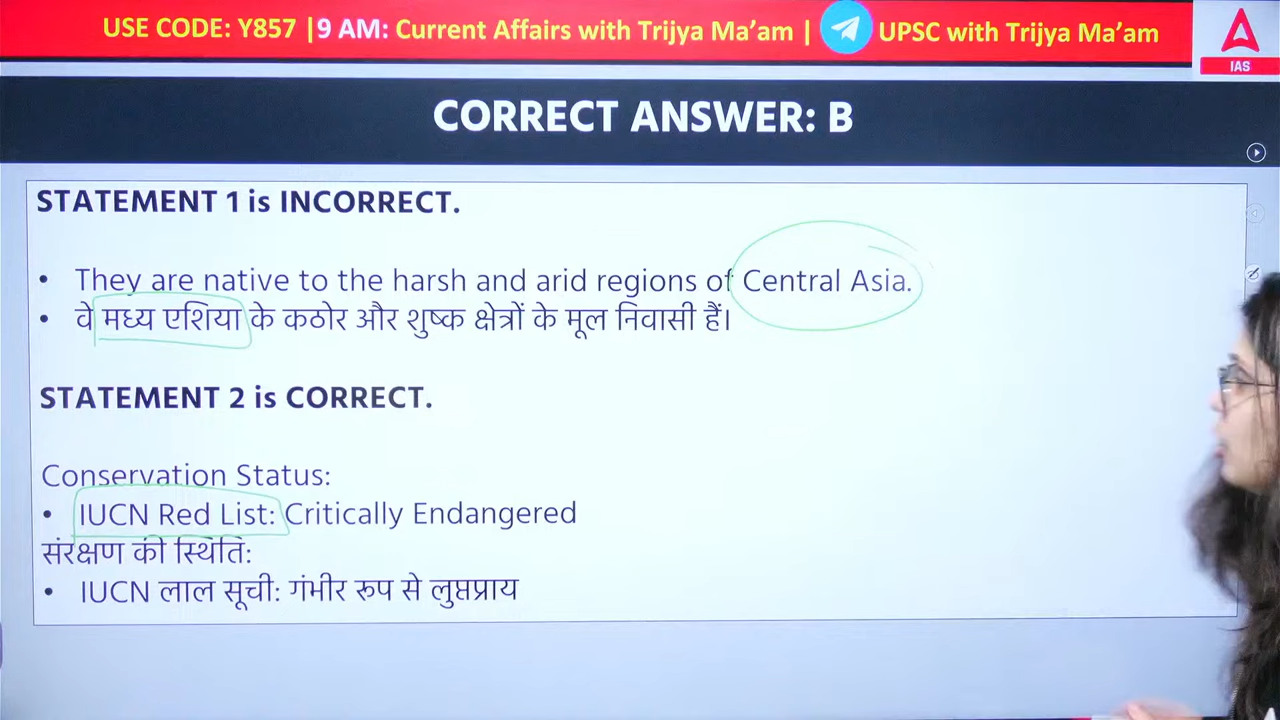 USE CODE: Y857 |9 AM: Current Affairs with Trijya Ma’am | UPSC with Trijya Ma’am
IAS
CORRECT ANSWER: B
STATEMENT 1 is INCORRECT.
• They are native to the harsh and arid regions of Central Asia.
• वे मध्य एशिया के कठोर और शुष्क क्षेत्रों के मूल निवासी हैं।
STATEMENT 2 is CORRECT.
Conservation Status:
• IUCN Red List: Critically Endangered
संरक्षण की स्थिति:
• IUCN लाल सूची: गंभीर रूप से लुप्तप्राय